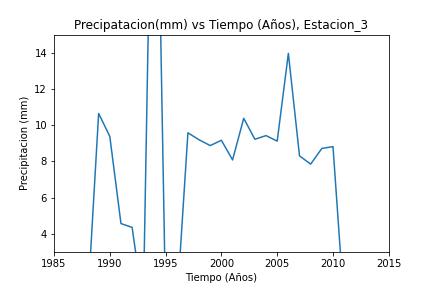 Precipatacion(mm) vs Tiempo (Años), Estacion_3
14
12
10
8
6
4
Precipitacion (mm)
1985 1990 1995 2000 2005 2010 2015
Tiempo (Años)